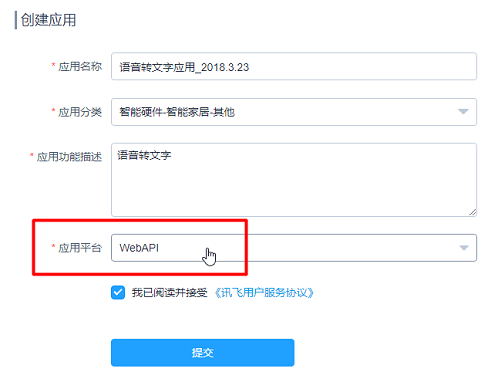 创建应用
* 应用名称 语音转文字应用_2018.3.23
* 应用分类 智能硬件-智能家居-其他
* 应用功能描述 语音转文字
* 应用平台 WebAPI
我已阅读并接受 《讯飞用户服务协议》
提交